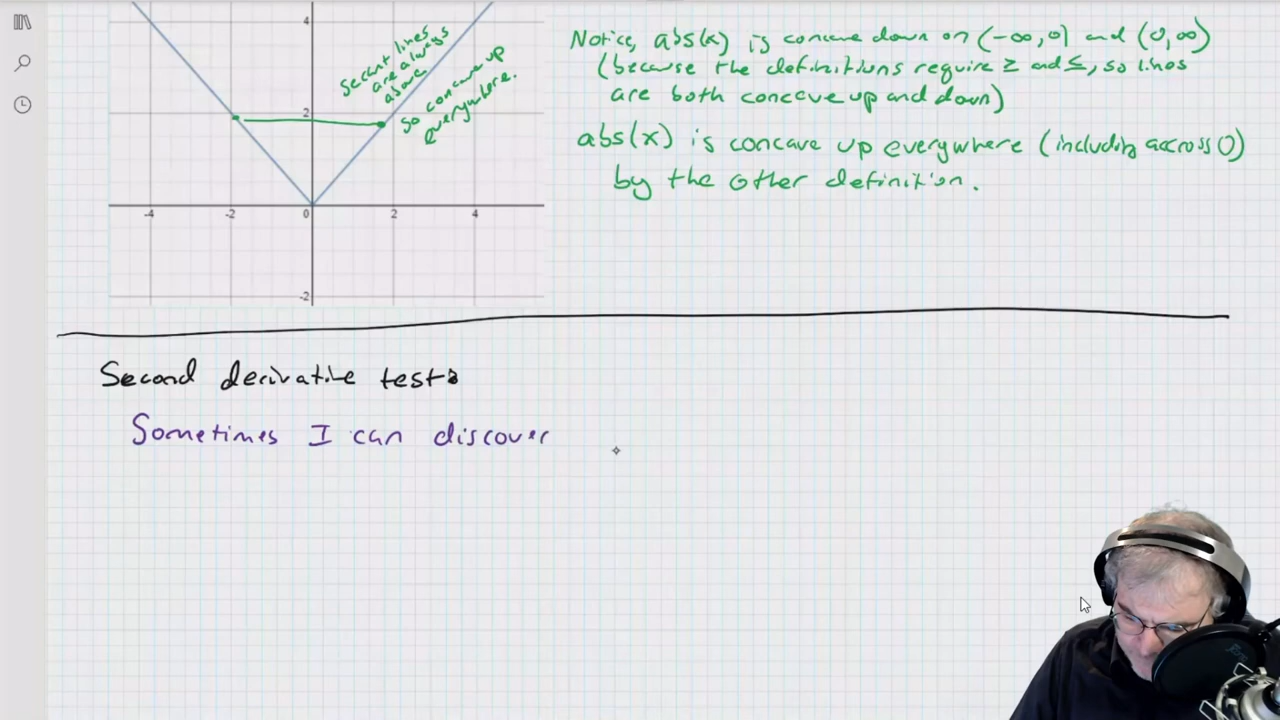 4
2
-4
-2
0
2
4
-2
secant lines
are always
above
so concave up
everywhere.
Notice, abs(x) is concave down on (-∞,0) and (0,∞)
(because the definitions require ≥ and ≤, so lines
are both concave up and down)
abs(x) is concave up everywhere (including accross 0)
by the other definition.
Second derivative tests
Sometimes I can discover